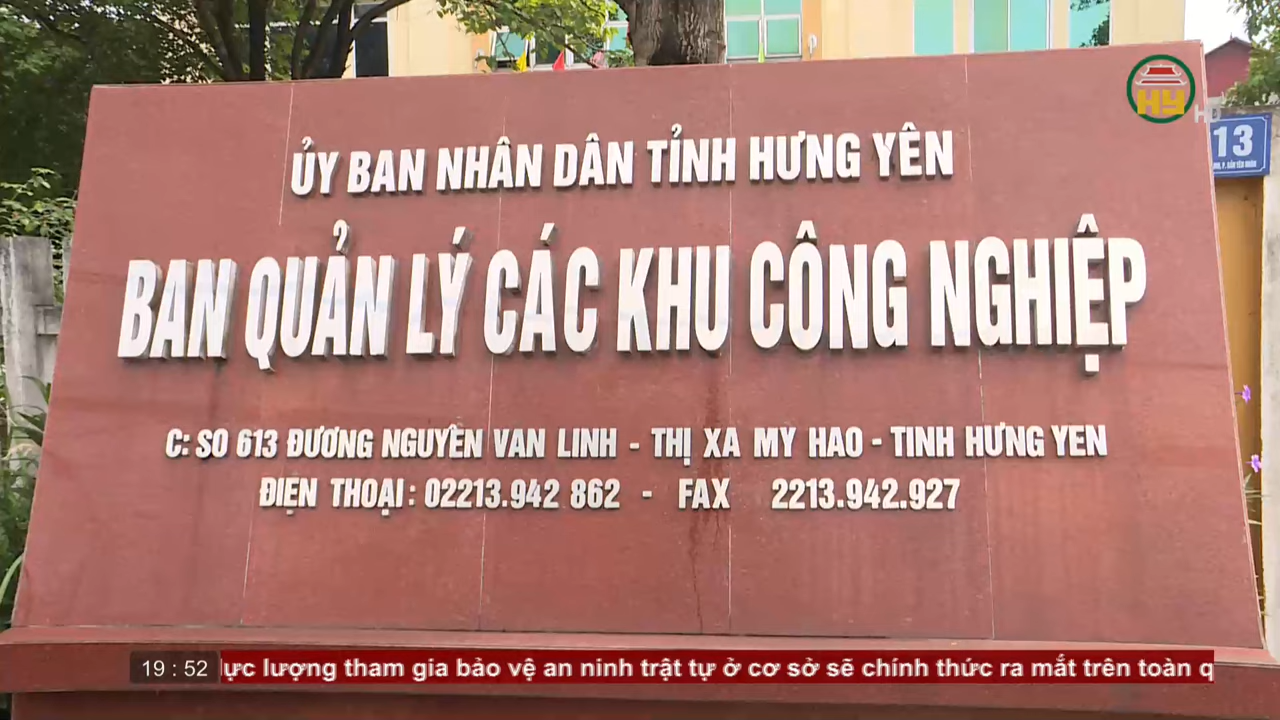 HY
HD
13
ỦY BAN NHÂN DÂN TỈNH HƯNG YÊN
BAN QUẢN LÝ CÁC KHU CÔNG NGHIỆP
C: SO 613 ĐƯƠNG NGUYÊN VAN LINH - THỊ XA MY HAO - TINH HƯNG YEN
ĐIỆN THOẠI: 02213.942 862 - FAX 2213.942.927
19 : 52 lực lượng tham gia bảo vệ an ninh trật tự ở cơ sở sẽ chính thức ra mắt trên toàn q